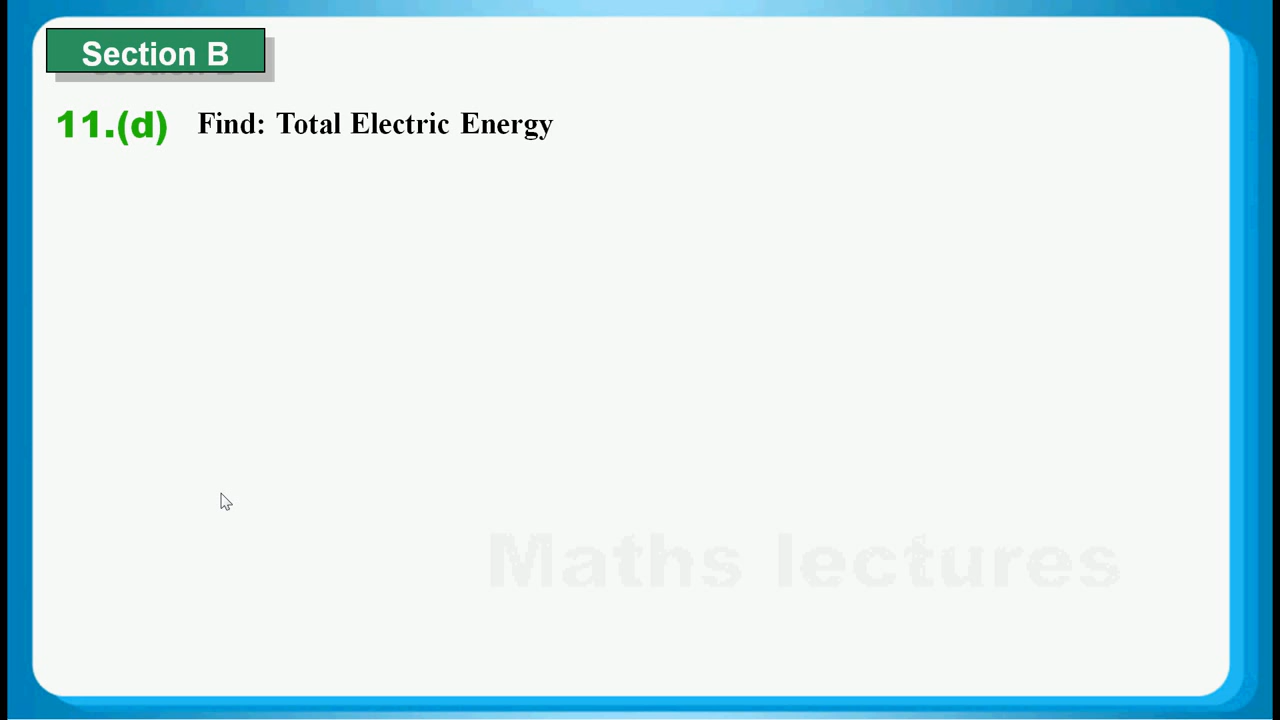 Section B
11.(d) Find: Total Electric Energy
Maths lectures